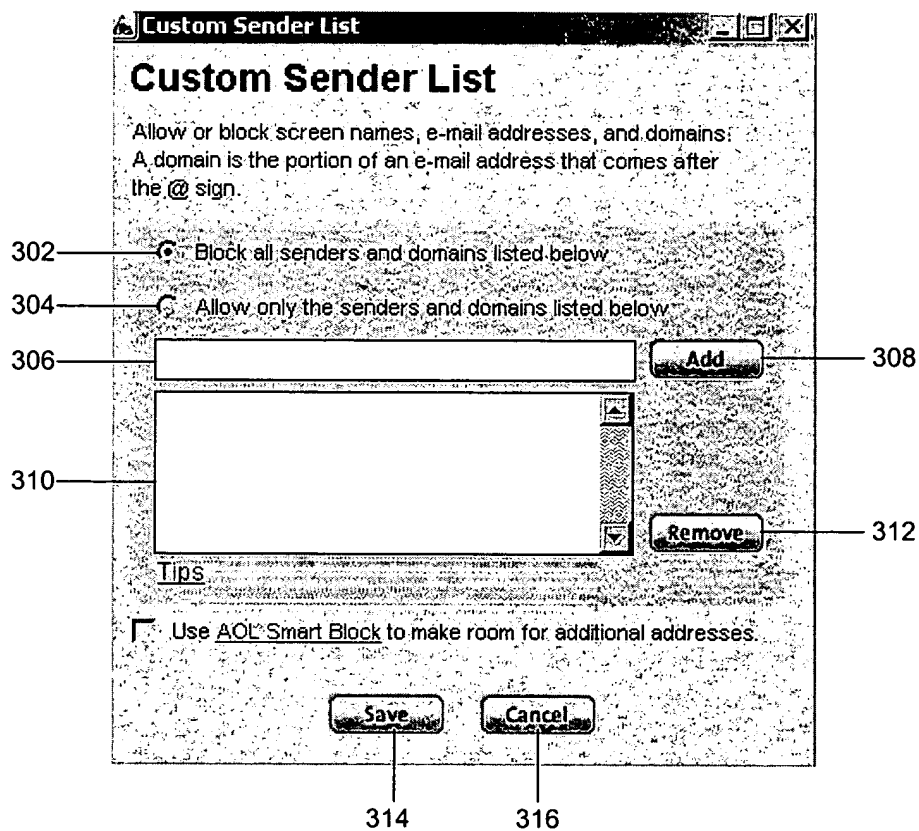 Custom Sender List
Custom Sender List
Allow or block screen names, e-mail addresses, and domains.
A domain is the portion of an e-mail address that comes after
the @ sign.
302
Block all senders and domains listed below
304
Allow only the senders and domains listed below
306
Add
308
310
Remove
312
Tips
Use AOL Smart Block to make room for additional addresses.
Save
Cancel
314
316